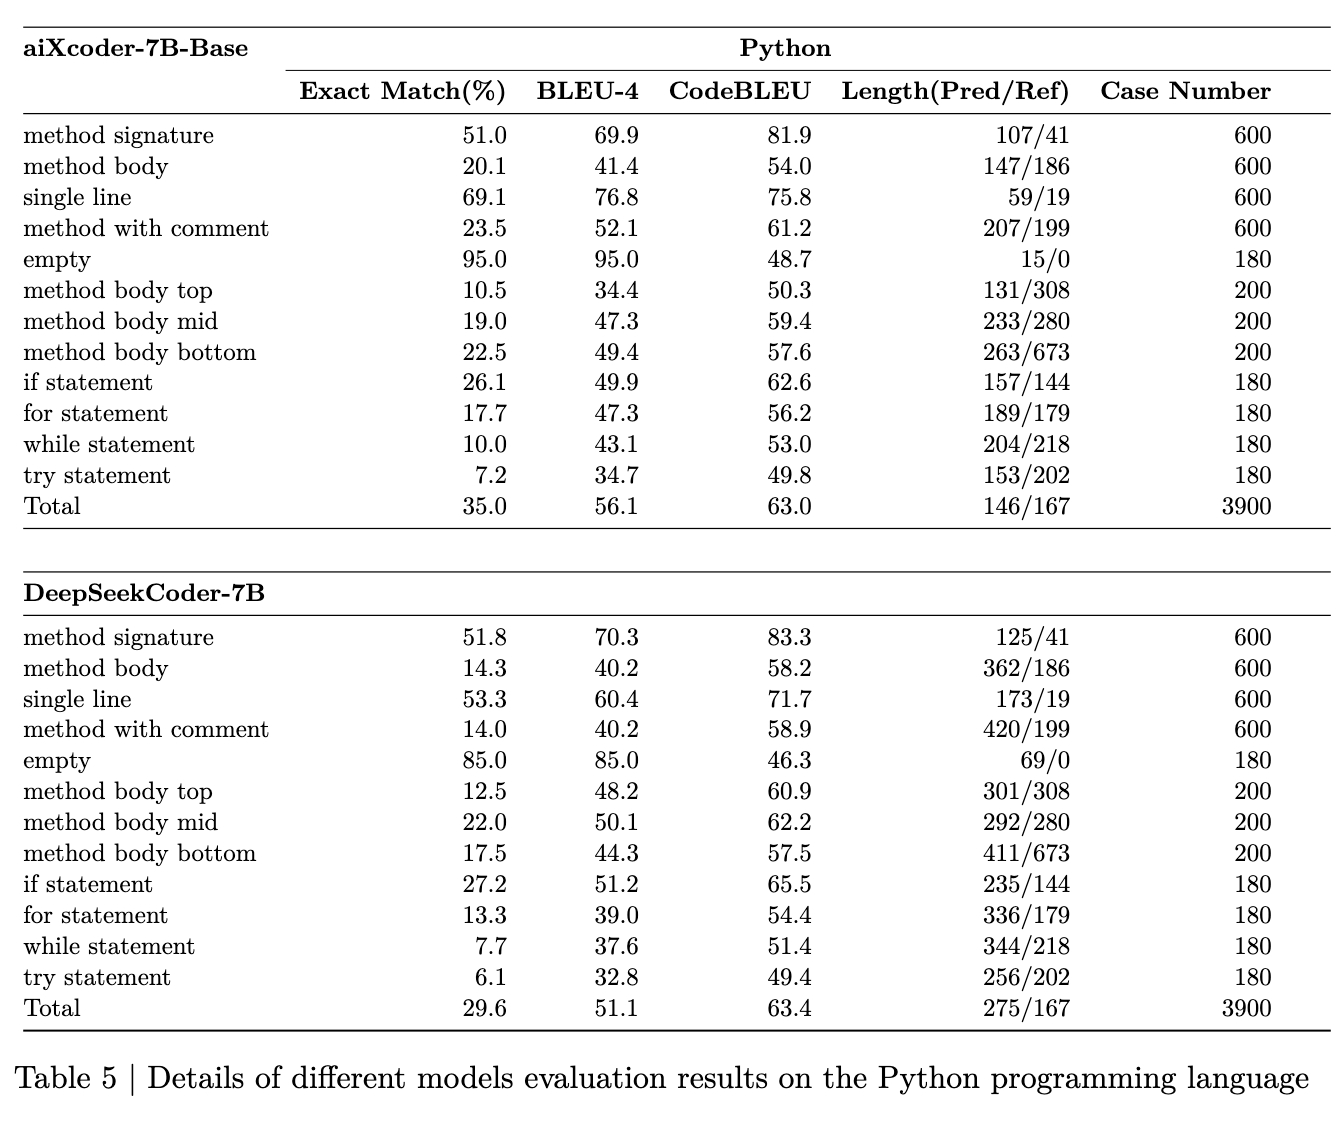 aiXcoder-7B-Base Python
Exact Match(%) BLEU-4 CodeBLEU Length(Pred/Ref) Case Number
method signature 51.0 69.9 81.9 107/41 600
method body 20.1 41.4 54.0 147/186 600
single line 69.1 76.8 75.8 59/19 600
method with comment 23.5 52.1 61.2 207/199 600
empty 95.0 95.0 48.7 15/0 180
method body top 10.5 34.4 50.3 131/308 200
method body mid 19.0 47.3 59.4 233/280 200
method body bottom 22.5 49.4 57.6 263/673 200
if statement 26.1 49.9 62.6 157/144 180
for statement 17.7 47.3 56.2 189/179 180
while statement 10.0 43.1 53.0 204/218 180
try statement 7.2 34.7 49.8 153/202 180
Total 35.0 56.1 63.0 146/167 3900
DeepSeekCoder-7B
method signature 51.8 70.3 83.3 125/41 600
method body 14.3 40.2 58.2 362/186 600
single line 53.3 60.4 71.7 173/19 600
method with comment 14.0 40.2 58.9 420/199 600
empty 85.0 85.0 46.3 69/0 180
method body top 12.5 48.2 60.9 301/308 200
method body mid 22.0 50.1 62.2 292/280 200
method body bottom 17.5 44.3 57.5 411/673 200
if statement 27.2 51.2 65.5 235/144 180
for statement 13.3 39.0 54.4 336/179 180
while statement 7.7 37.6 51.4 344/218 180
try statement 6.1 32.8 49.4 256/202 180
Total 29.6 51.1 63.4 275/167 3900
Table 5 | Details of different models evaluation results on the Python programming language